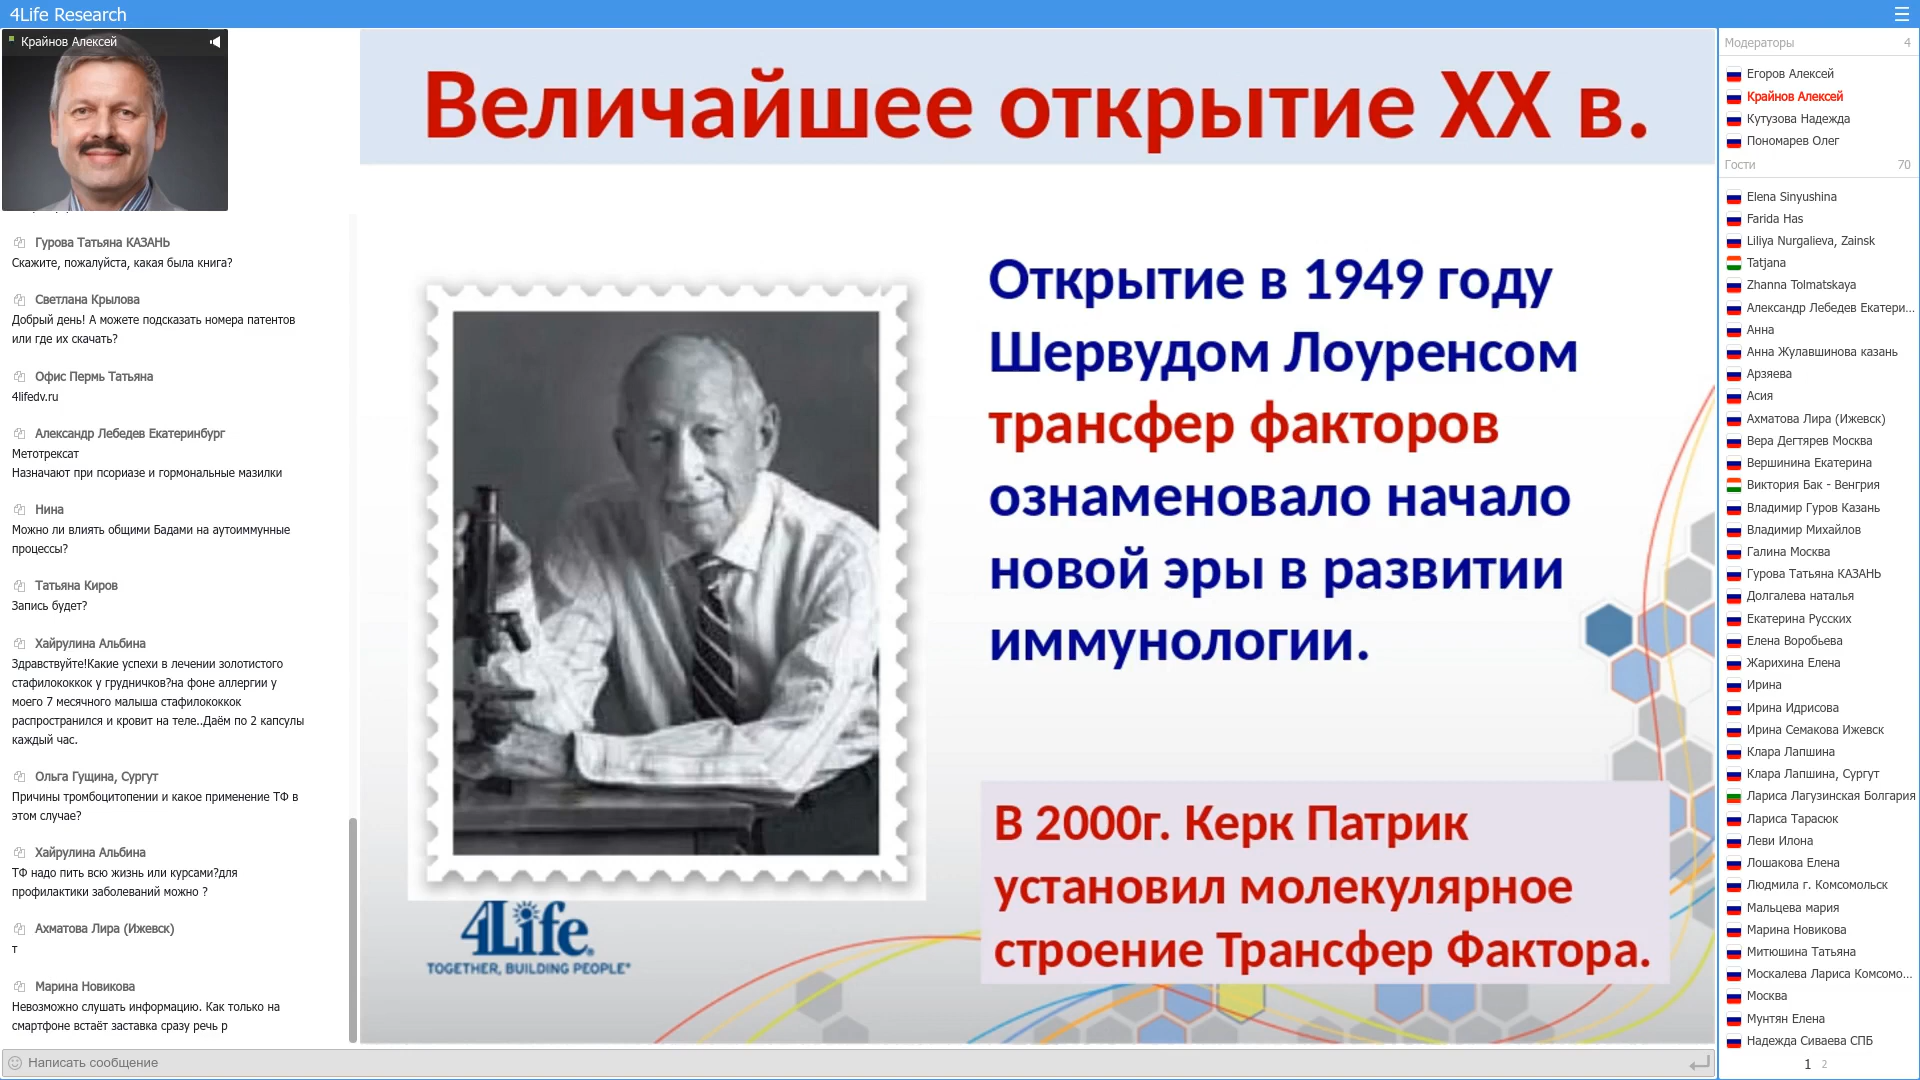 4Life Research
Крайнов Алексей
Гурова Татьяна КАЗАНЬ
Скажите, пожалуйста, какая была книга?
Светлана Крылова
Добрый день! А можете подсказать номера патентов
или где их скачать?
Офис Пермь Татьяна
4lifedv.ru
Александр Лебедев Екатеринбург
Метотрексат
Назначают при псориазе и гормональные мазилки
Нина
Можно ли влиять общими Бадами на аутоиммунные
процессы?
Татьяна Киров
Запись будет?
Хайрулина Альбина
Здравствуйте!Какие успехи в лечении золотистого
стафилококкок у грудничков?на фоне аллергии у
моего 7 месячного малыша стафилококкок
распространился и кровит на теле..Даём по 2 капсулы
каждый час.
Ольга Гущина, Сургут
Причины тромбоцитопении и какое применение ТФ в
этом случае?
Хайрулина Альбина
ТФ надо пить всю жизнь или курсами?для
профилактики заболеваний можно ?
Ахматова Лира (Ижевск)
т
Марина Новикова
Невозможно слушать информацию. Как только на
смартфоне встаёт заставка сразу речь р
Написать сообщение
Величайшее открытие XX в.
Открытие в 1949 году
Шервудом Лоуренсом
трансфер факторов
ознаменовало начало
новой эры в развитии
иммунологии.
В 2000г. Керк Патрик
установил молекулярное
строение Трансфер Фактора.
4Life®
TOGETHER, BUILDING PEOPLE®
Модераторы 4
Егоров Алексей
Крайнов Алексей
Кутузова Надежда
Пономарев Олег
Гости 70
Elena Sinyushina
Farida Has
Liliya Nurgalieva, Zainsk
Tatjana
Zhanna Tolmatskaya
Александр Лебедев Екатери...
Анна
Анна Жулавшинова казань
Арзяева
Асия
Ахматова Лира (Ижевск)
Вера Дегтярев Москва
Вершинина Екатерина
Виктория Бак - Венгрия
Владимир Гуров Казань
Владимир Михайлов
Галина Москва
Гурова Татьяна КАЗАНЬ
Долгалева наталья
Екатерина Русских
Елена Воробьева
Жарихина Елена
Ирина
Ирина Идрисова
Ирина Семакова Ижевск
Клара Лапшина
Клара Лапшина, Сургут
Лариса Лагузинская Болгария
Лариса Тарасюк
Леви Илона
Лошакова Елена
Людмила г. Комсомольск
Мальцева мария
Марина Новикова
Митюшина Татьяна
Москалева Лариса Комсомо...
Москва
Мунтян Елена
Надежда Сиваева СПБ
1 2